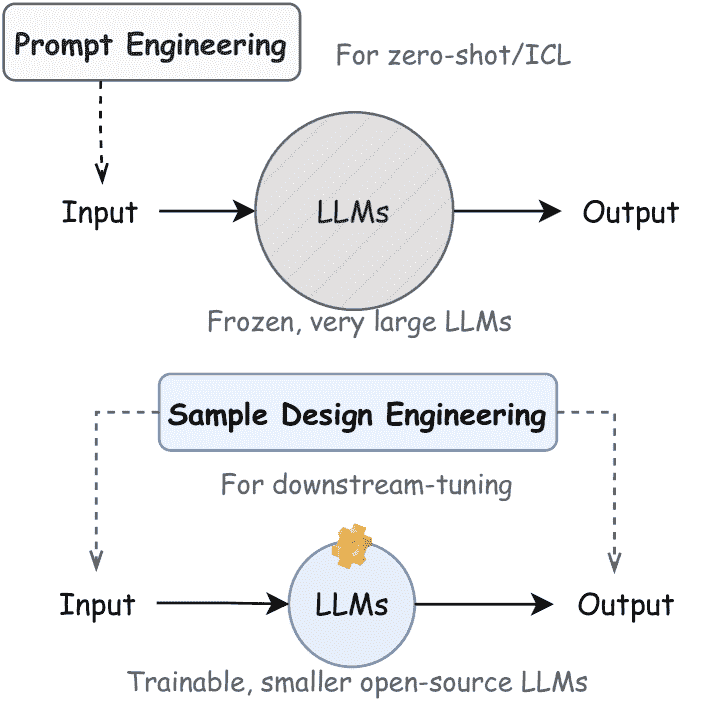 Prompt Engineering
For zero-shot/ICL
Input
LLMs
Output
Frozen, very large LLMs
Sample Design Engineering
For downstream-tuning
Input
LLMs
Output
Trainable, smaller open-source LLMs